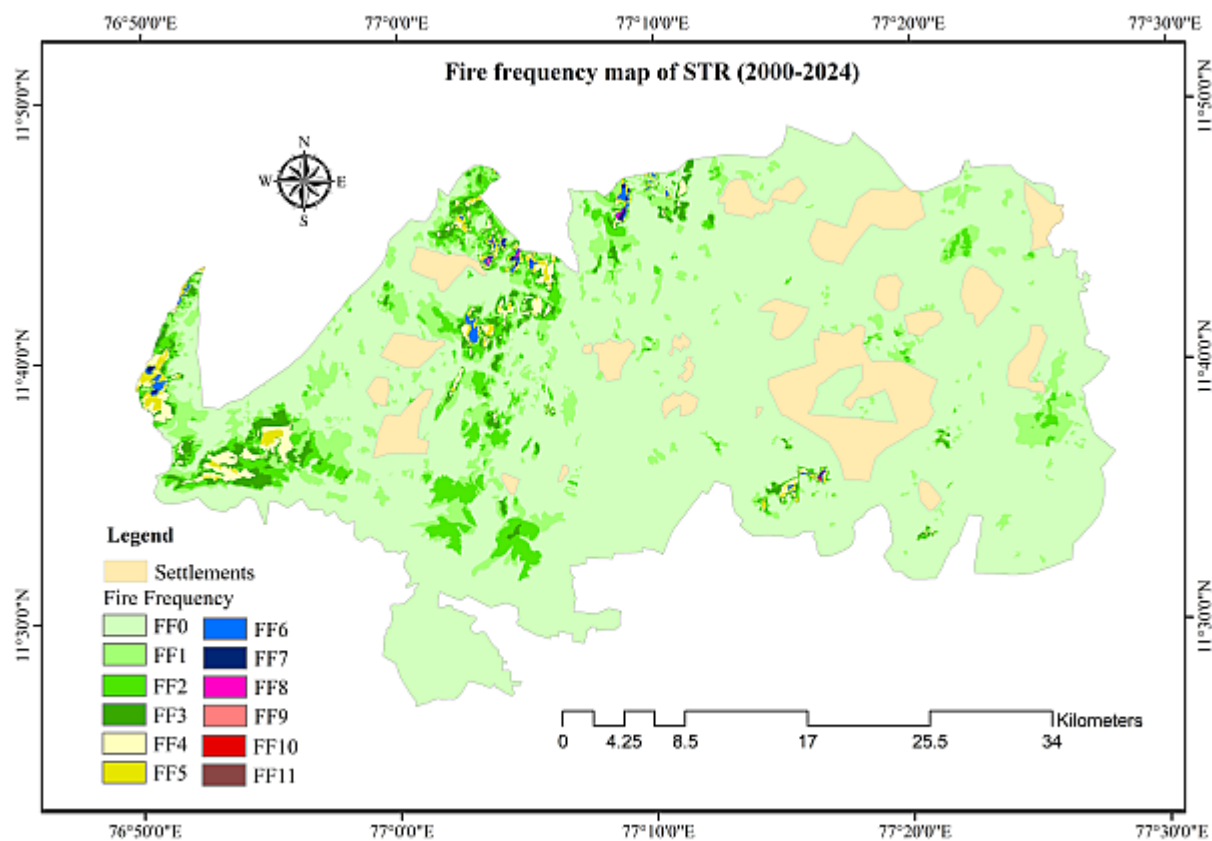 76°50'0"E 77°0'0"E 77°10'0"E 77°20'0"E 77°30'0"E
Fire frequency map of STR (2000-2024)
11°50'0"N 11°50'0"N
N
W E
S
11°40'0"N 11°40'0"N
Legend
Settlements
Fire Frequency
11°30'0"N 11°30'0"N
FF0 FF6
FF1 FF7
FF2 FF8
FF3 FF9
FF4 FF10
FF5 FF11
Kilometers
0 4.25 8.5 17 25.5 34
76°50'0"E 77°0'0"E 77°10'0"E 77°20'0"E 77°30'0"E